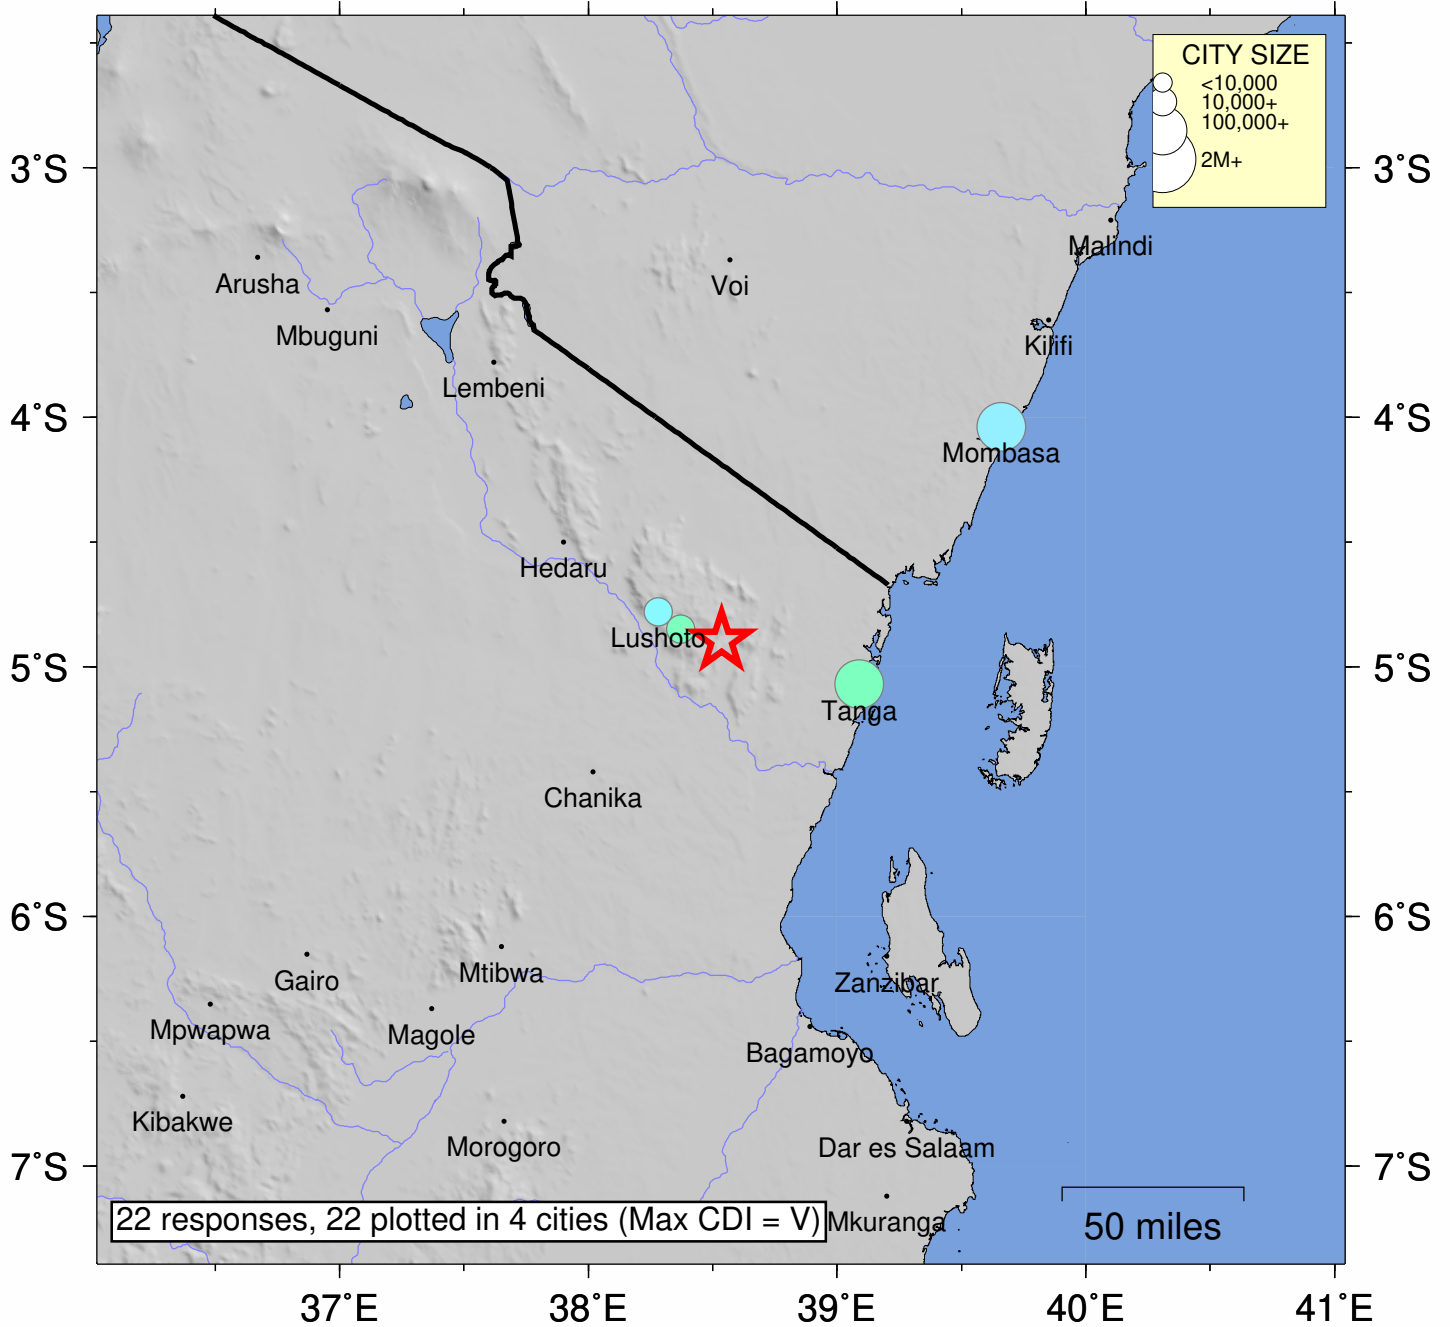 CITY SIZE
<10,000
10,000+
100,000+
2M+
3˚S
3˚S
Malindi
Arusha
Voi
Mbuguni
Kilifi
Lembeni
4˚S
4˚S
Mombasa
Hedaru
Lushoto
5˚S
5˚S
Tanga
Chanika
6˚S
6˚S
Gairo
Mtibwa
Zanzibar
Mpwapwa
Magole
Bagamoyo
Kibakwe
Morogoro
Dar es Salaam
7˚S
7˚S
22 responses, 22 plotted in 4 cities (Max CDI = V)
Mkuranga
50 miles
37˚E
38˚E
39˚E
40˚E
41˚E